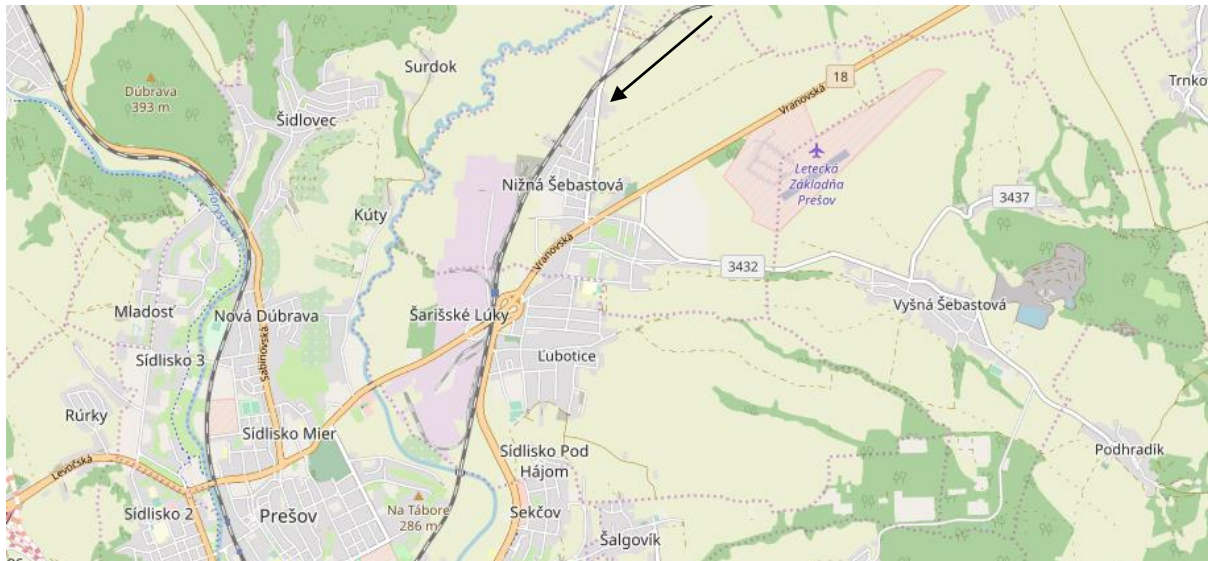 Surdok
Dúbrava
393 m
18
Vranovská
Trnko
Šidlovec
Letecká
Základňa
Prešov
Nižná Šebastová
3437
Torysa
Kúty
Vranovská
3432
Vyšná Šebastová
Mladosť
Nová Dúbrava
Šarišské Lúky
Sídlisko 3
Sabinovská
Ľubotice
Rúrky
Sídlisko Mier
Levočská
Sídlisko Pod
Hájom
Podhradík
Sídlisko 2
Prešov
Na Tábore
286 m
Sekčov
Šalgovík